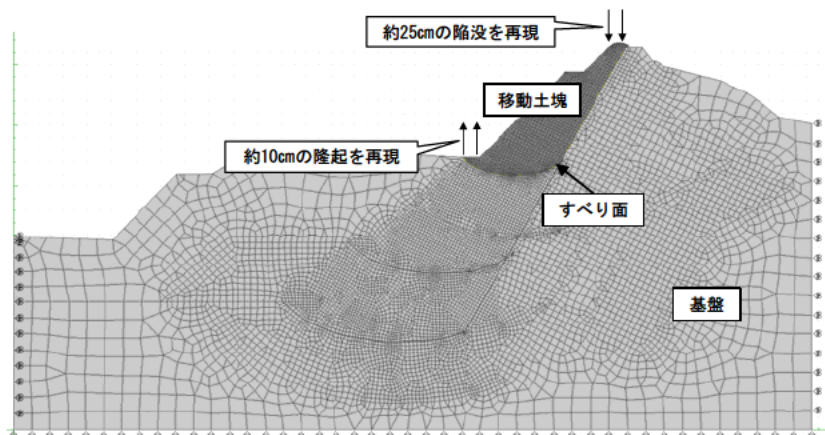 約25cmの陥没を再現
移動土塊
約10cmの隆起を再現
すべり面
基盤